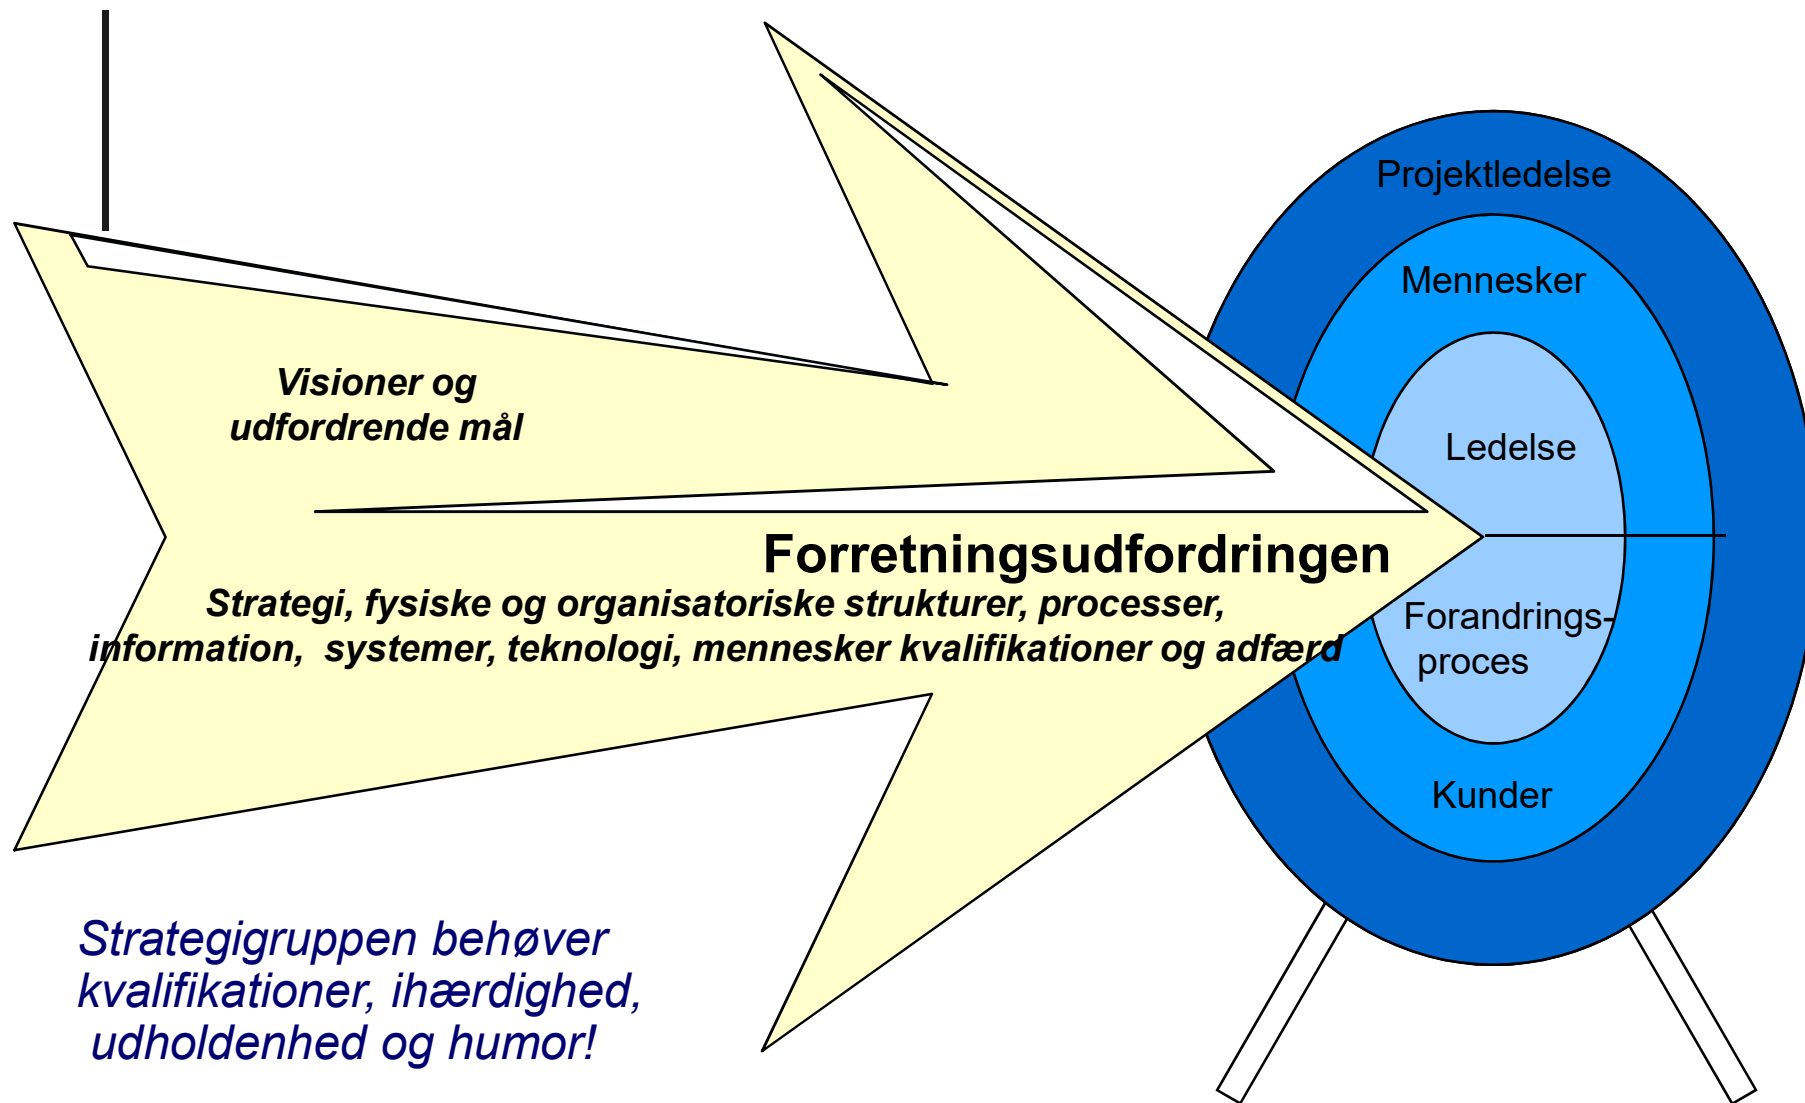 Visioner og
udfordrende mål
Forretningsudfordringen
Strategi, fysiske og organisatoriske strukturer, processer,
information,  systemer, teknologi, mennesker kvalifikationer og adfærd
Projektledelse
Mennesker
Ledelse
Forandrings-
proces
Kunder
Strategigruppen behøver
kvalifikationer, ihærdighed,
udholdenhed og humor!